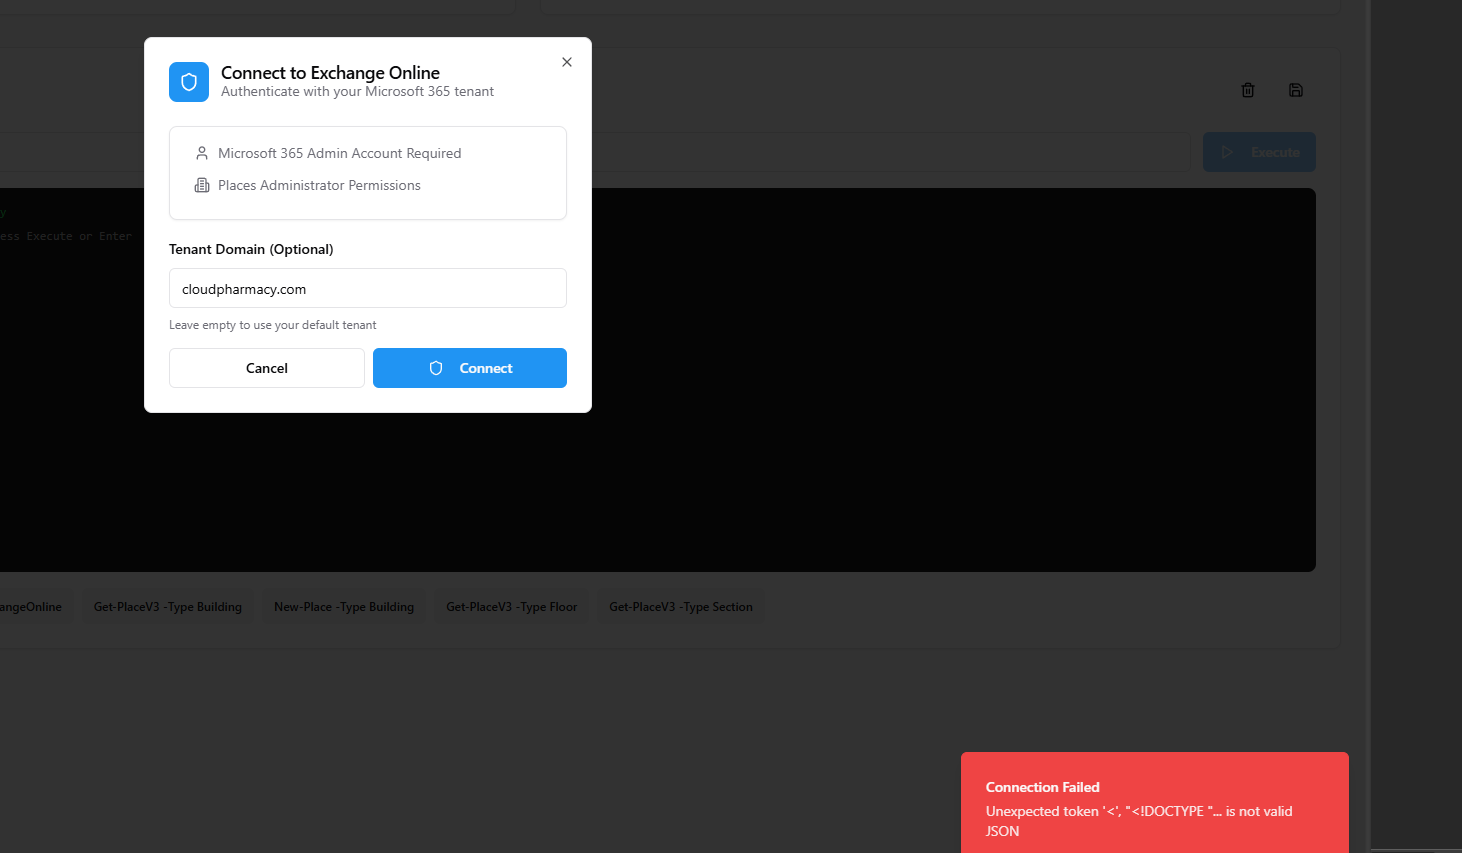 Connect to Exchange Online
Authenticate with your Microsoft 365 tenant
Microsoft 365 Admin Account Required
Places Administrator Permissions
Execute
y
ess Execute or Enter
Tenant Domain (Optional)
cloudpharmacy.com
Leave empty to use your default tenant
Cancel
Connect
angeOnline
Get-PlaceV3 -Type Building
New-Place -Type Building
Get-PlaceV3 -Type Floor
Get-PlaceV3 -Type Section
Connection Failed
Unexpected token '<', "<!DOCTYPE "... is not valid
JSON